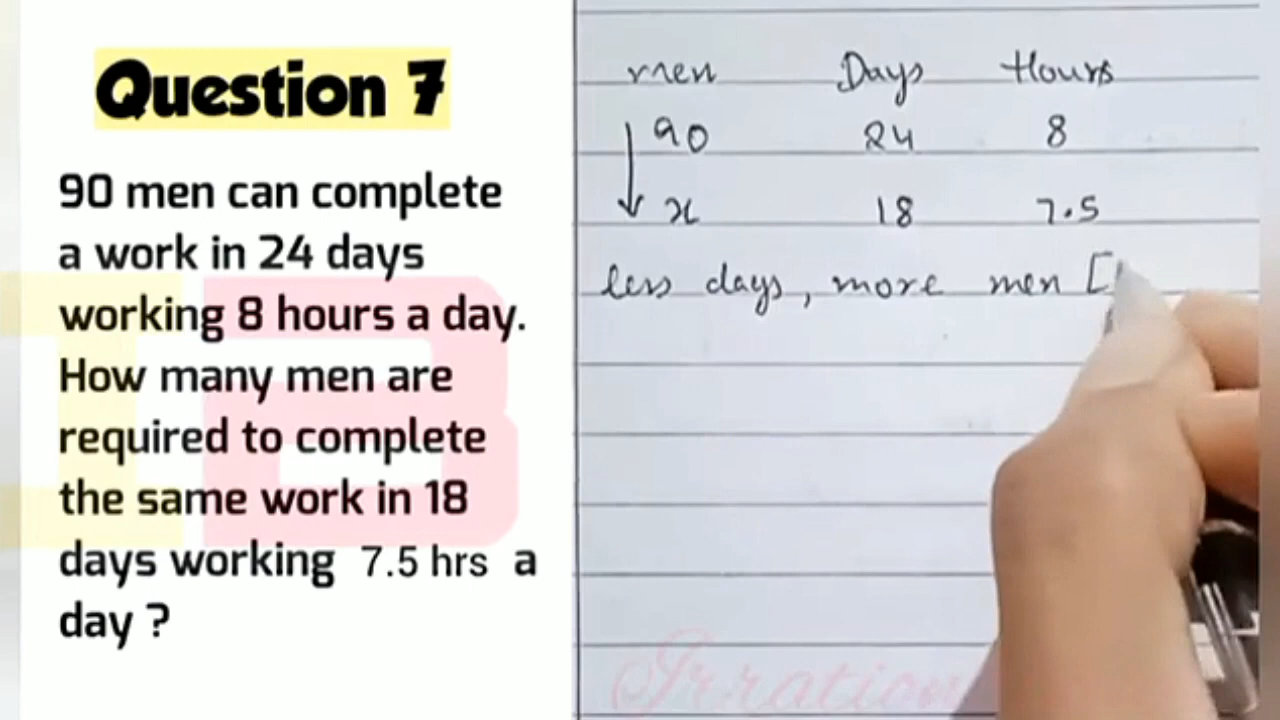 Question 7
90 men can complete
a work in 24 days
working 8 hours a day.
How many men are
required to complete
the same work in 18
days working 7.5 hrs a
day ?
men Days Hours
90 24 8
x 18 7.5
less days, more men [